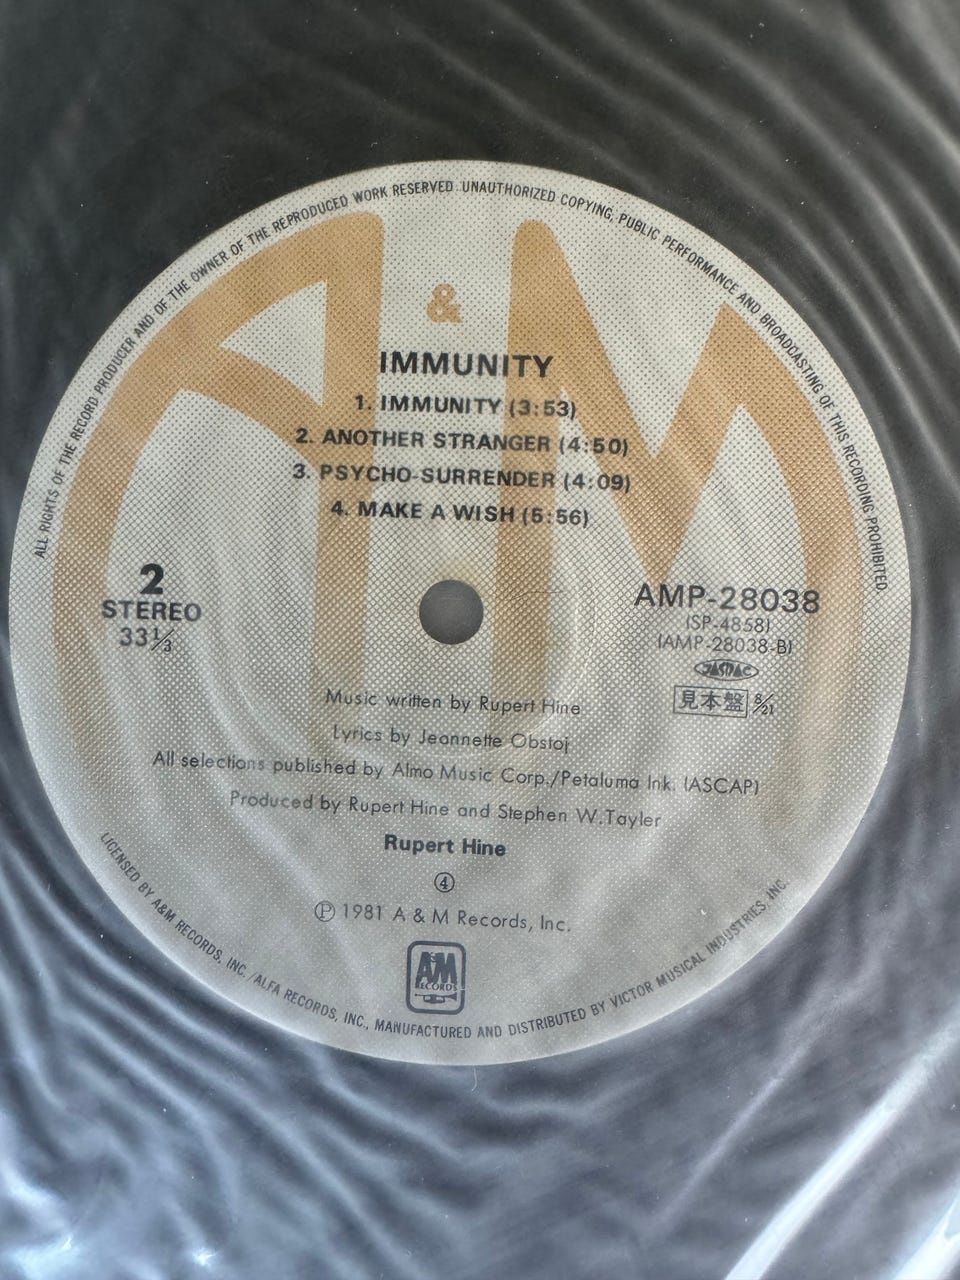 ALL RIGHTS OF THE RECORD PRODUCER AND OF THE OWNER OF THE REPRODUCED WORK RESERVED. UNAUTHORIZED COPYING, PUBLIC PERFORMANCE AND BROADCASTING OF THIS RECORDING PROHIBITED.
A & M
IMMUNITY
1. IMMUNITY (3:53)
2. ANOTHER STRANGER (4:50)
3. PSYCHO-SURRENDER (4:09)
4. MAKE A WISH (5:56)
2
STEREO
33⅓
AMP-28038
(SP-4858)
(AMP-28038-B)
JASRAC
見本盤 8/21
Music written by Rupert Hine
Lyrics by Jeannette Obstoj
All selections published by Almo Music Corp./Petaluma Ink. (ASCAP)
Produced by Rupert Hine and Stephen W.Tayler
Rupert Hine
④
Ⓟ 1981 A & M Records, Inc.
A&M
RECORDS
LICENSED BY A&M RECORDS, INC./ALFA RECORDS, INC., MANUFACTURED AND DISTRIBUTED BY VICTOR MUSICAL INDUSTRIES, INC.